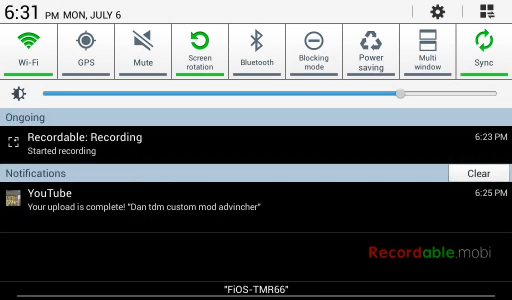 6:31 PM MON, JULY 6
Wi-Fi
GPS
Mute
Screen
rotation
Bluetooth
Blocking
mode
Power
saving
Multi
window
Sync
Ongoing
Recordable: Recording
6:23 PM
Started recording
Notifications
Clear
YouTube
6:25 PM
Your upload is complete! "Dan tdm custom mod advincher"
Recordable.mobi
"FiOS-TMR66"